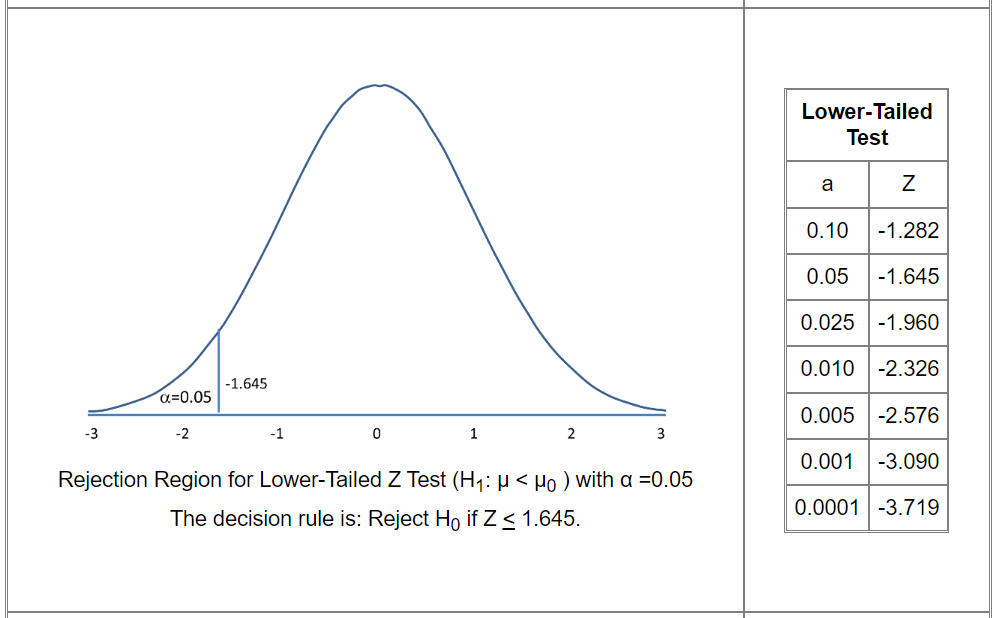 -1.645
α=0.05
-3 -2 -1 0 1 2 3
Rejection Region for Lower-Tailed Z Test (H₁: μ < μ₀ ) with α =0.05
The decision rule is: Reject H₀ if Z ≤ 1.645.
Lower-Tailed
Test
a Z
0.10 -1.282
0.05 -1.645
0.025 -1.960
0.010 -2.326
0.005 -2.576
0.001 -3.090
0.0001 -3.719